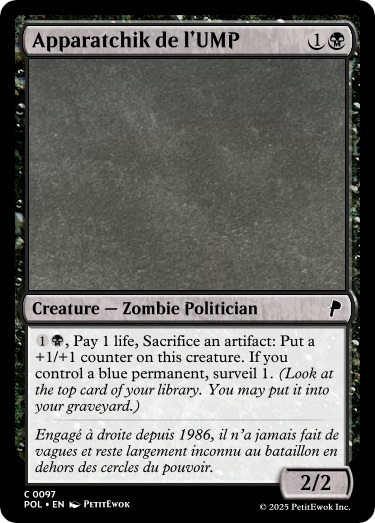 Apparatchik de l'UMP 1
Creature — Zombie Politician
1, Pay 1 life, Sacrifice an artifact: Put a
+1/+1 counter on this creature. If you
control a blue permanent, surveil 1. (Look
at the top card of your library. You may put it into
your graveyard.)
Engagé à droite depuis 1986, il n'a jamais fait de
vagues et reste largement inconnu au bataillon en
dehors des cercles du pouvoir.
2/2
C 0097
POL • EN PetitEwok
© 2025 PetitEwok Inc.